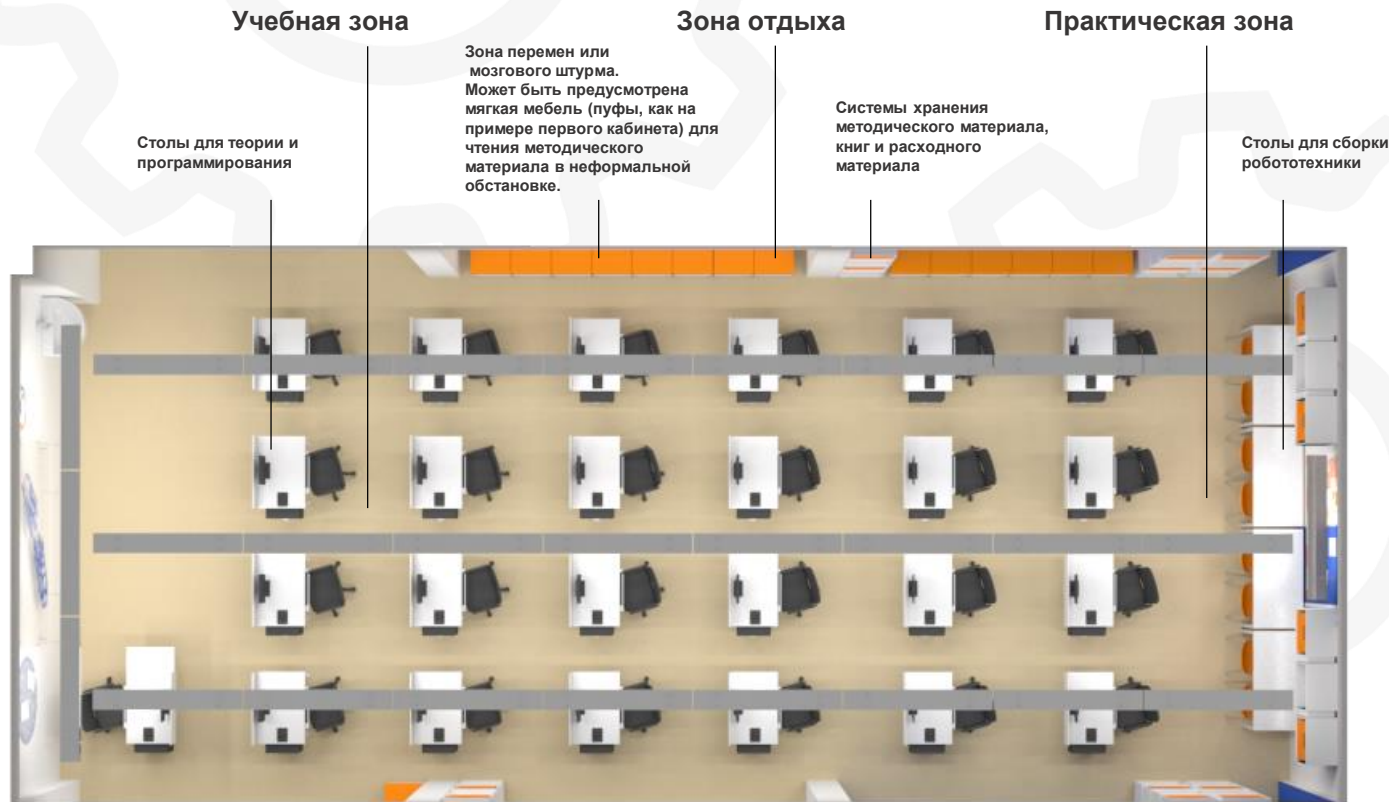 Учебная зона
Зона отдыха
Практическая зона
Зона перемен или
мозгового штурма.
Может быть предусмотрена
мягкая мебель (пуфы, как на
примере первого кабинета) для
чтения методического
материала в неформальной
обстановке.
Системы хранения
методического материала,
книг и расходного
материала
Столы для теории и
программирования
Столы для сборки
робототехники